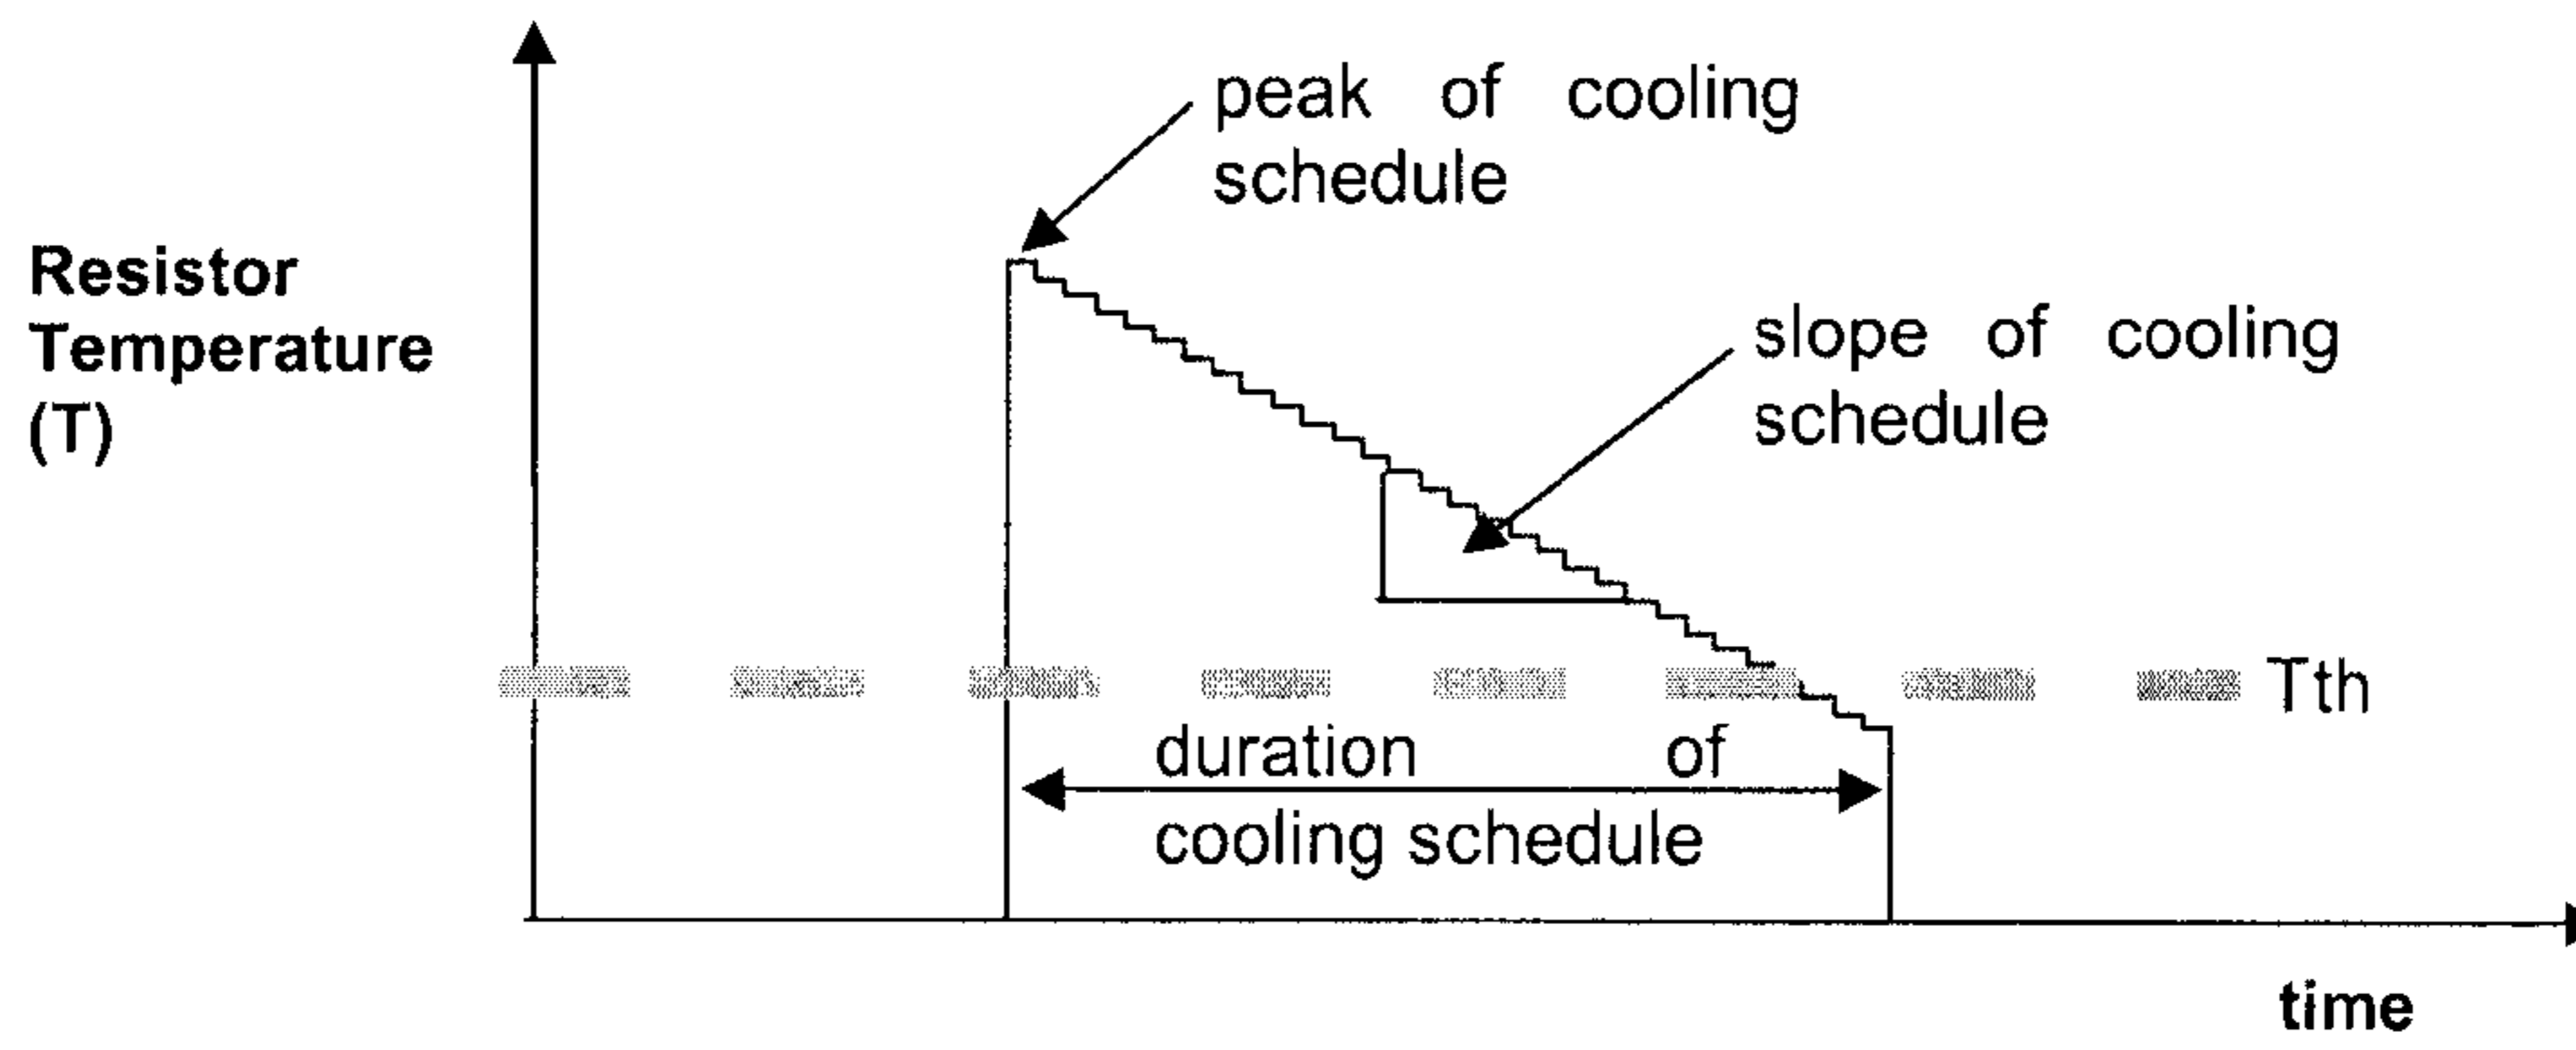 peak of cooling
schedule
Resistor
Temperature
(T)
slope of cooling
schedule
Tth
duration of
cooling schedule
time